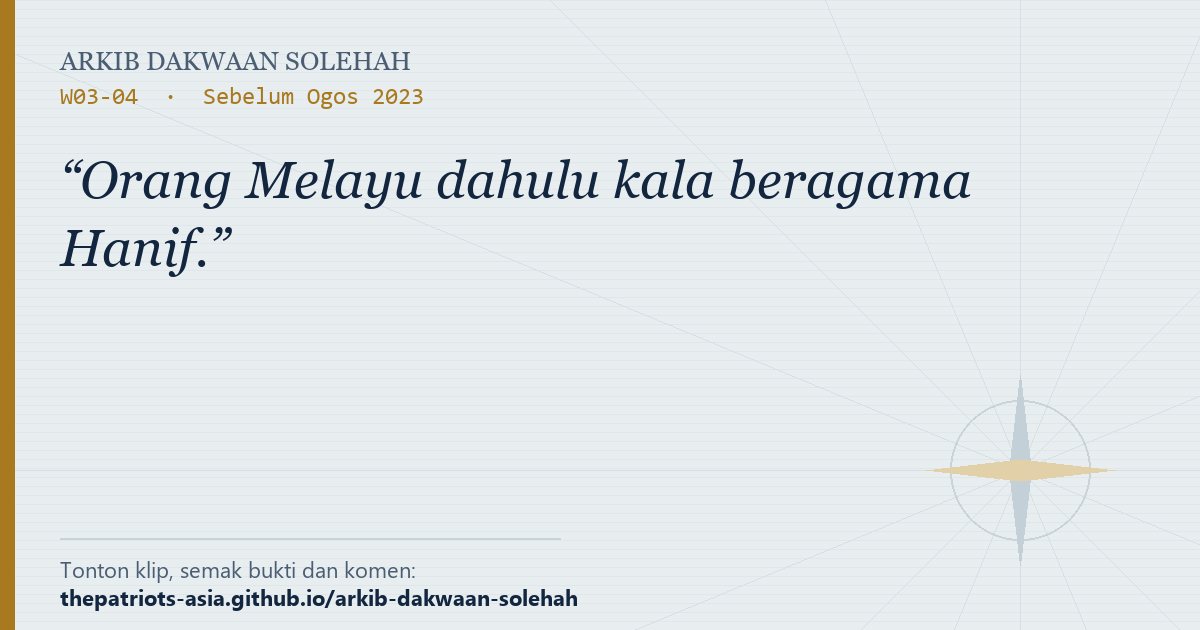 ARKIB DAKWAAN SOLEHAH
W03-04 · Sebelum Ogos 2023
“Orang Melayu dahulu kala beragama
Hanif.”
Tonton klip, semak bukti dan komen:
thepatriots-asia.github.io/arkib-dakwaan-solehah